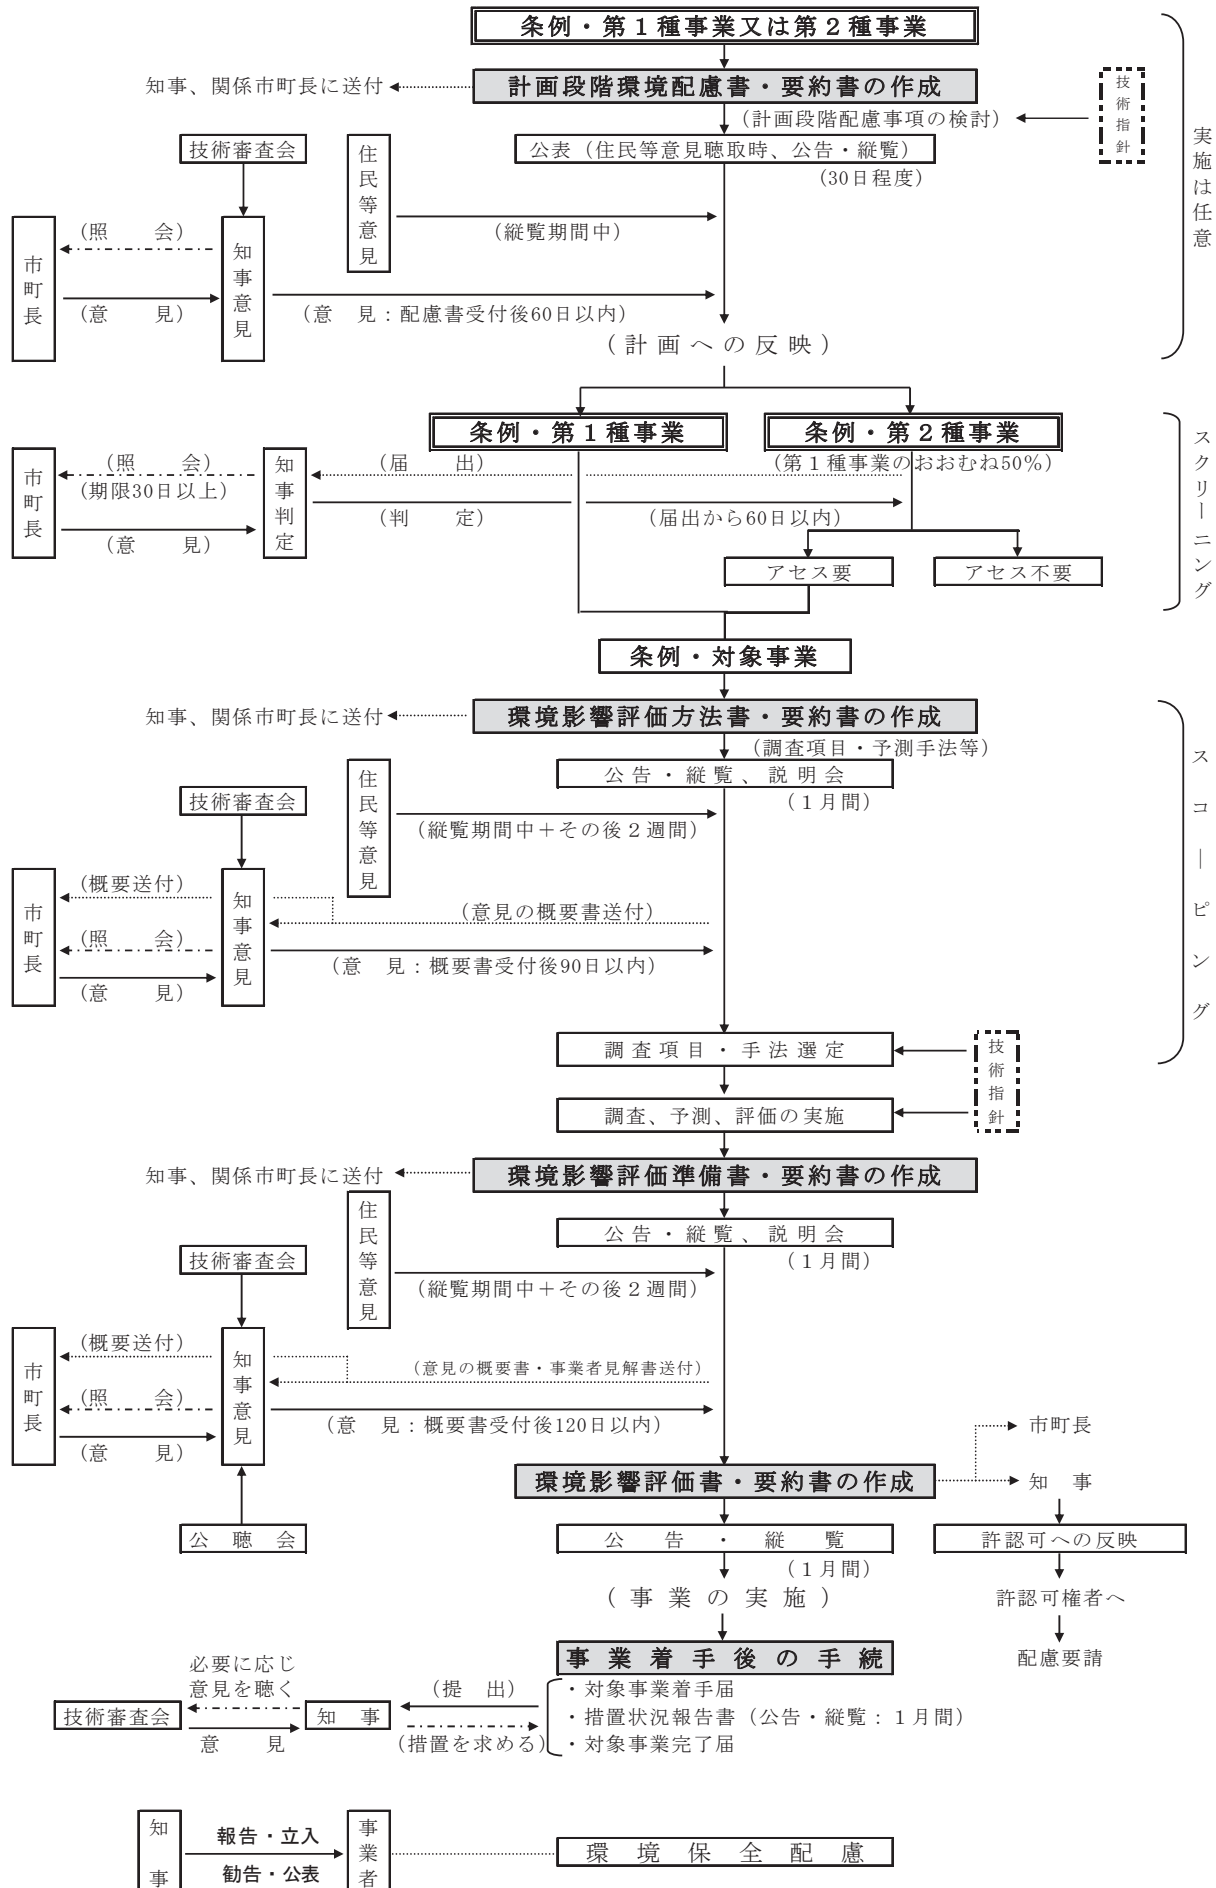 条例・第１種事業又は第２種事業
知事、関係市町長に送付
計画段階環境配慮書・要約書の作成
(計画段階配慮事項の検討)
技術指針
技術審査会
住民等意見
公表（住民等意見聴取時、公告・縦覧）
(30日程度)
(縦覧期間中)
実施は任意
市町長
(照　　会)
(意　　見)
知事意見
(意　見：配慮書受付後60日以内)
(計画への反映)
条例・第１種事業
条例・第２種事業
(第１種事業のおおむね50%)
市町長
(照　　会)
(期限30日以上)
(意　　見)
知事判定
(届　　出)
(判　　定)
(届出から60日以内)
アセス要
アセス不要
スクリーニング
条例・対象事業
知事、関係市町長に送付
環境影響評価方法書・要約書の作成
(調査項目・予測手法等)
公告・縦覧、説明会
(１月間)
技術審査会
住民等意見
(縦覧期間中＋その後２週間)
市町長
(概要送付)
(照　　会)
(意　　見)
知事意見
(意見の概要書送付)
(意　見：概要書受付後90日以内)
スコーピング
調査項目・手法選定
技術指針
調査、予測、評価の実施
知事、関係市町長に送付
環境影響評価準備書・要約書の作成
公告・縦覧、説明会
(１月間)
技術審査会
住民等意見
(縦覧期間中＋その後２週間)
市町長
(概要送付)
(照　　会)
(意　　見)
知事意見
(意見の概要書・事業者見解書送付)
(意　見：概要書受付後120日以内)
公聴会
環境影響評価書・要約書の作成
市町長
知　事
公　告・縦　覧
(１月間)
許認可への反映
(事業の実施)
許認可権者へ
配慮要請
事業着手後の手続
・対象事業着手届
・措置状況報告書（公告・縦覧：１月間）
・対象事業完了届
必要に応じ
意見を聴く
技術審査会
意　　見
知　事
(提　出)
(措置を求める)
知　事
報告・立入
勧告・公表
事業者
環境保全配慮